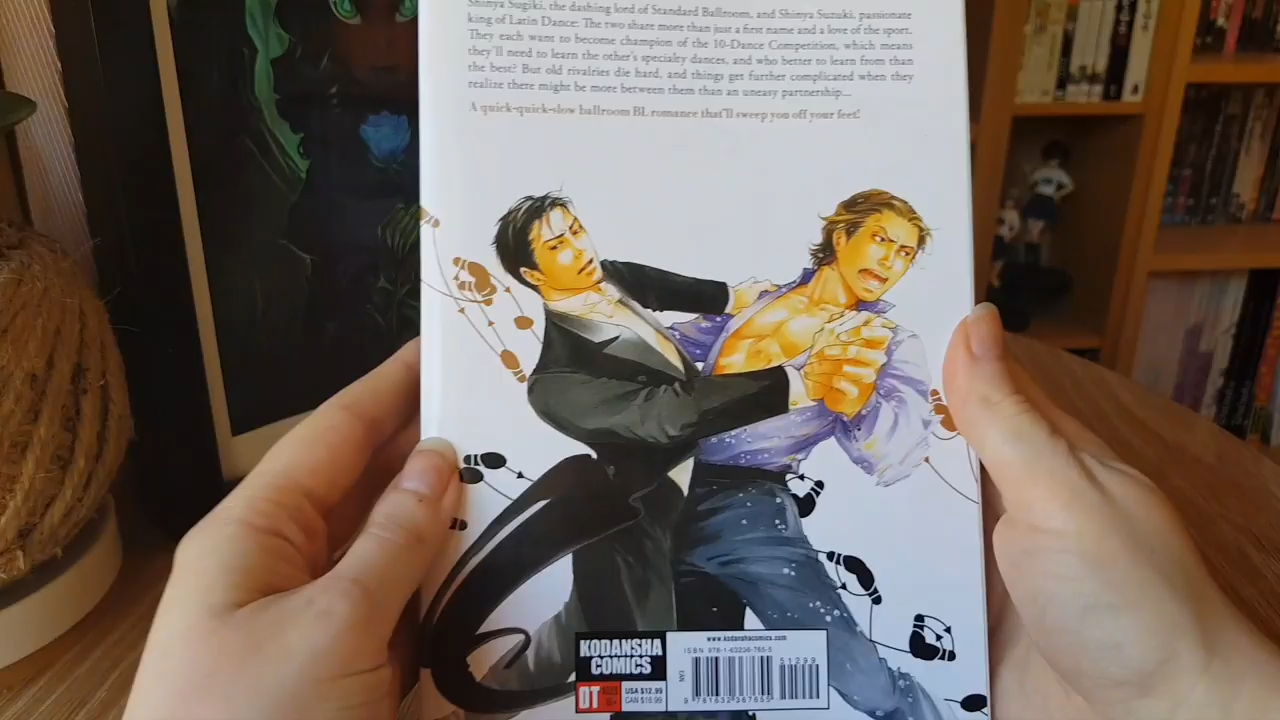 Shinya Sugiki, the dashing lord of Standard Ballroom, and Shinya Suzuki, passionate
king of Latin Dance: The two share more than just a first name and a love of the sport.
They each want to become champion of the 10-Dance Competition, which means
they'll need to learn the other's specialty dances, and who better to learn from than
the best? But old rivalries die hard, and things get further complicated when they
realize there might be more between them than an uneasy partnership...
A quick-quick-slow ballroom BL romance that'll sweep you off your feet!
KODANSHA
COMICS
OT AGES
16+
USA $12.99
CAN $16.99
www.kodanshacomics.com
ISBN 978-1-63236-765-5
51299
EAN
9 781632 367655